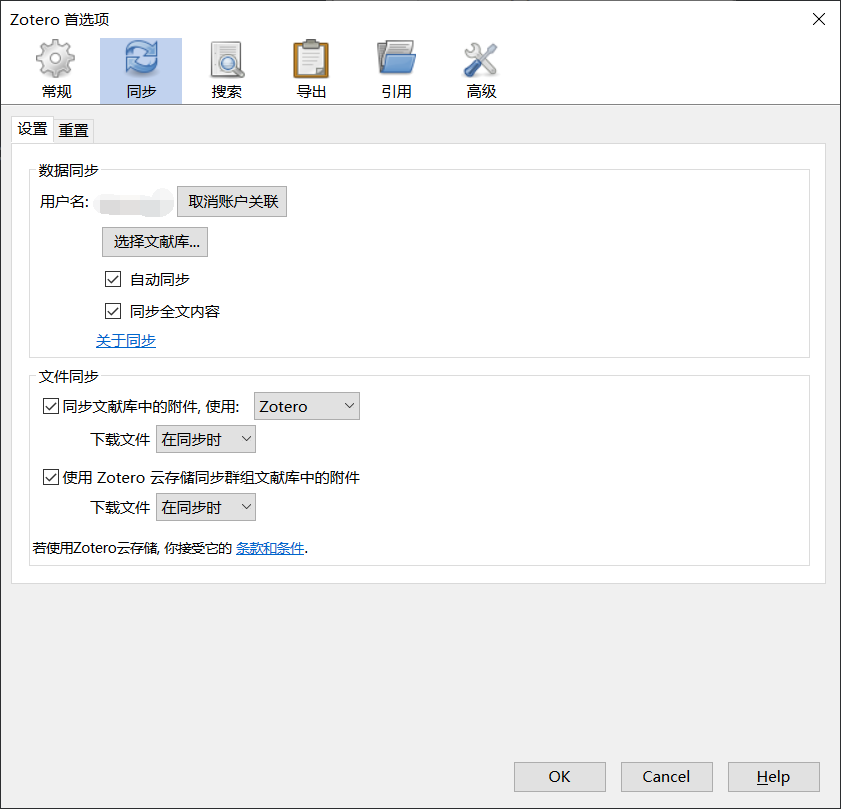 Zotero 首选项
常规 同步 搜索 导出 引用 高级
设置 重置
数据同步
用户名: 取消账户关联
选择文献库...
自动同步
同步全文内容
关于同步
文件同步
同步文献库中的附件, 使用: Zotero
下载文件 在同步时
使用 Zotero 云存储同步群组文献库中的附件
下载文件 在同步时
若使用Zotero云存储, 你接受它的 条款和条件.
OK Cancel Help